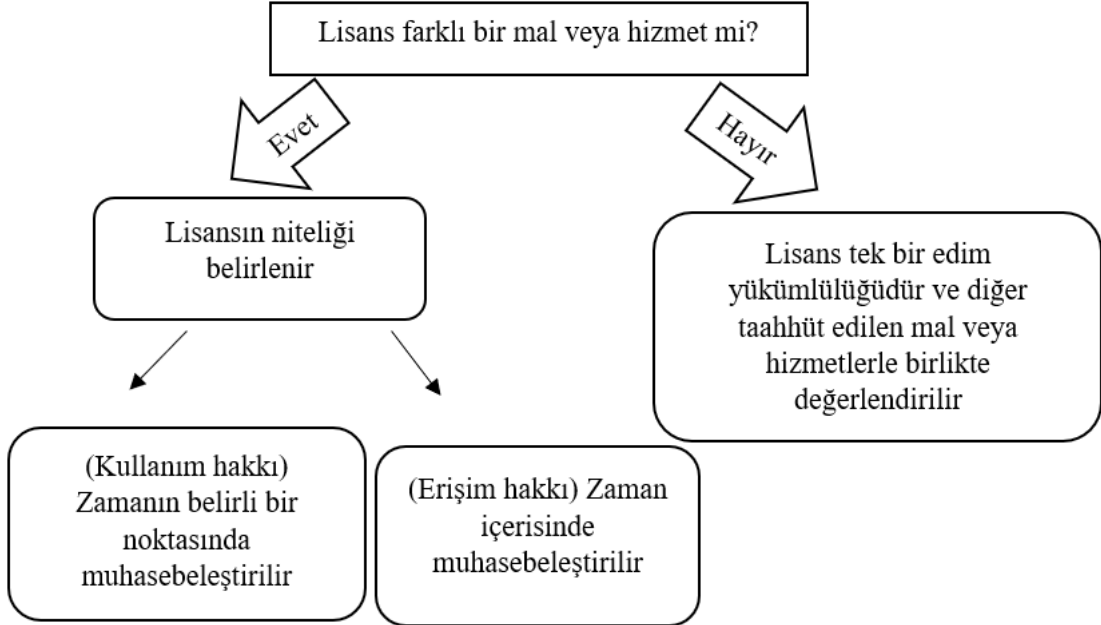 Lisans farklı bir mal veya hizmet mi?
Evet
Hayır
Lisansın niteliği
belirlenir
Lisans tek bir edim
yükümlülüğüdür ve diğer
taahhüt edilen mal veya
hizmetlerle birlikte
değerlendirilir
(Kullanım hakkı)
Zamanın belirli bir
noktasında
muhasebeleştirilir
(Erişim hakkı) Zaman
içerisinde
muhasebeleştirilir